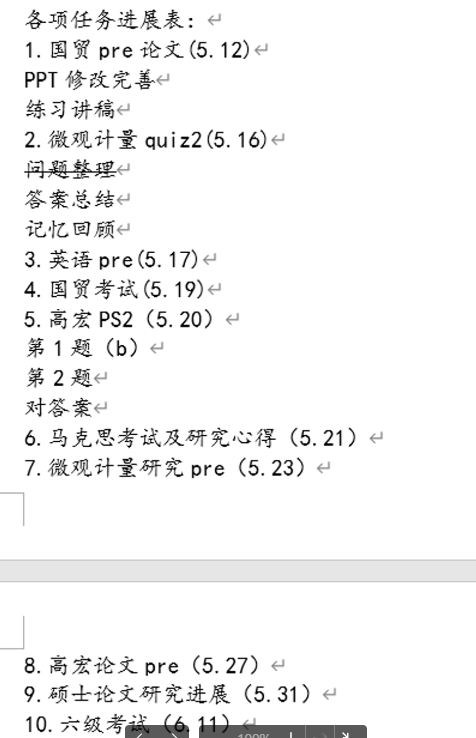 各项任务进展表：
1.国贸 pre 论文(5.12)
PPT 修改完善
练习讲稿
2.微观计量 quiz2(5.16)
问题整理
答案总结
记忆回顾
3.英语 pre(5.17)
4.国贸考试(5.19)
5.高宏 PS2（5.20）
第 1 题（b）
第 2 题
对答案
6.马克思考试及研究心得（5.21）
7.微观计量研究 pre（5.23）
8.高宏论文 pre（5.27）
9.硕士论文研究进展（5.31）
10.六级考试（6.11）